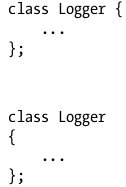 class Logger {
    ...
};
class Logger
{
    ...
};